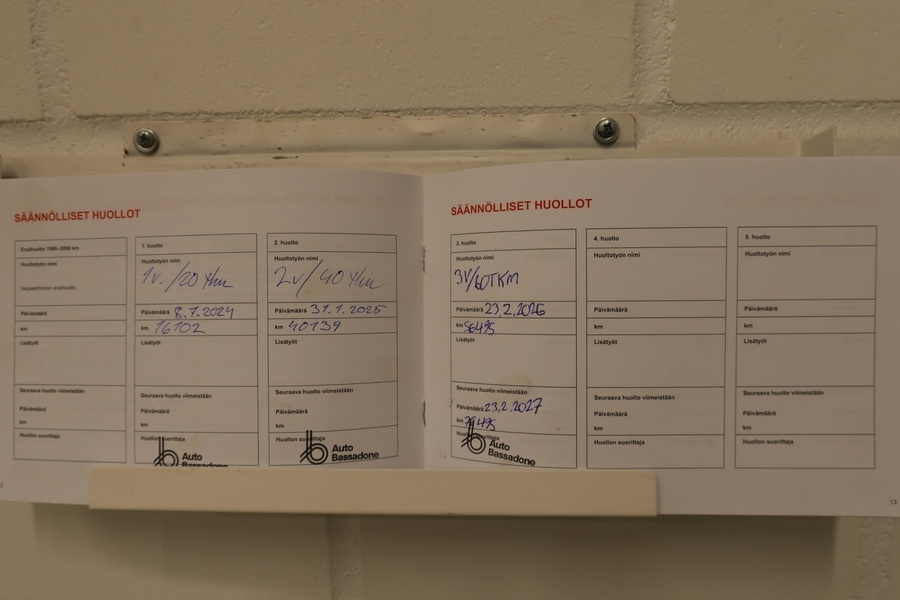 SÄÄNNÖLLISET HUOLLOT
Ensihuolto 1000–2000 km
Huoltotyön nimi
Vapaaehtoinen ensihuolto
Päivämäärä
km
Lisätyöt
Seuraava huolto viimeistään
Päivämäärä
km
Huollon suorittaja
1. huolto
Huoltotyön nimi
1v. /20 tkm
Päivämäärä 8.7.2024
km 16102
Lisätyöt
Seuraava huolto viimeistään
Päivämäärä
km
Huollon suorittaja
Auto
Bassadone
2. huolto
Huoltotyön nimi
2v/ 40 tkm
Päivämäärä 31.7.2025
km 40139
Lisätyöt
Seuraava huolto viimeistään
Päivämäärä
km
Huollon suorittaja
Auto
Bassadone
SÄÄNNÖLLISET HUOLLOT
3. huolto
Huoltotyön nimi
3V/60TKM
Päivämäärä 23.2.2026
km 56495
Lisätyöt
Seuraava huolto viimeistään
Päivämäärä 23.2.2027
km
Huollon suorittaja
Auto
Bassadone
4. huolto
Huoltotyön nimi
Päivämäärä
km
Lisätyöt
Seuraava huolto viimeistään
Päivämäärä
km
Huollon suorittaja
5. huolto
Huoltotyön nimi
Päivämäärä
km
Lisätyöt
Seuraava huolto viimeistään
Päivämäärä
km
Huollon suorittaja
13